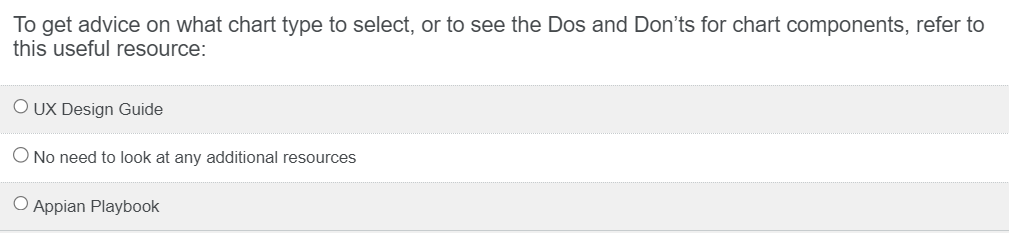 To get advice on what chart type to select, or to see the Dos and Don’ts for chart components, refer to
this useful resource:
UX Design Guide
No need to look at any additional resources
Appian Playbook